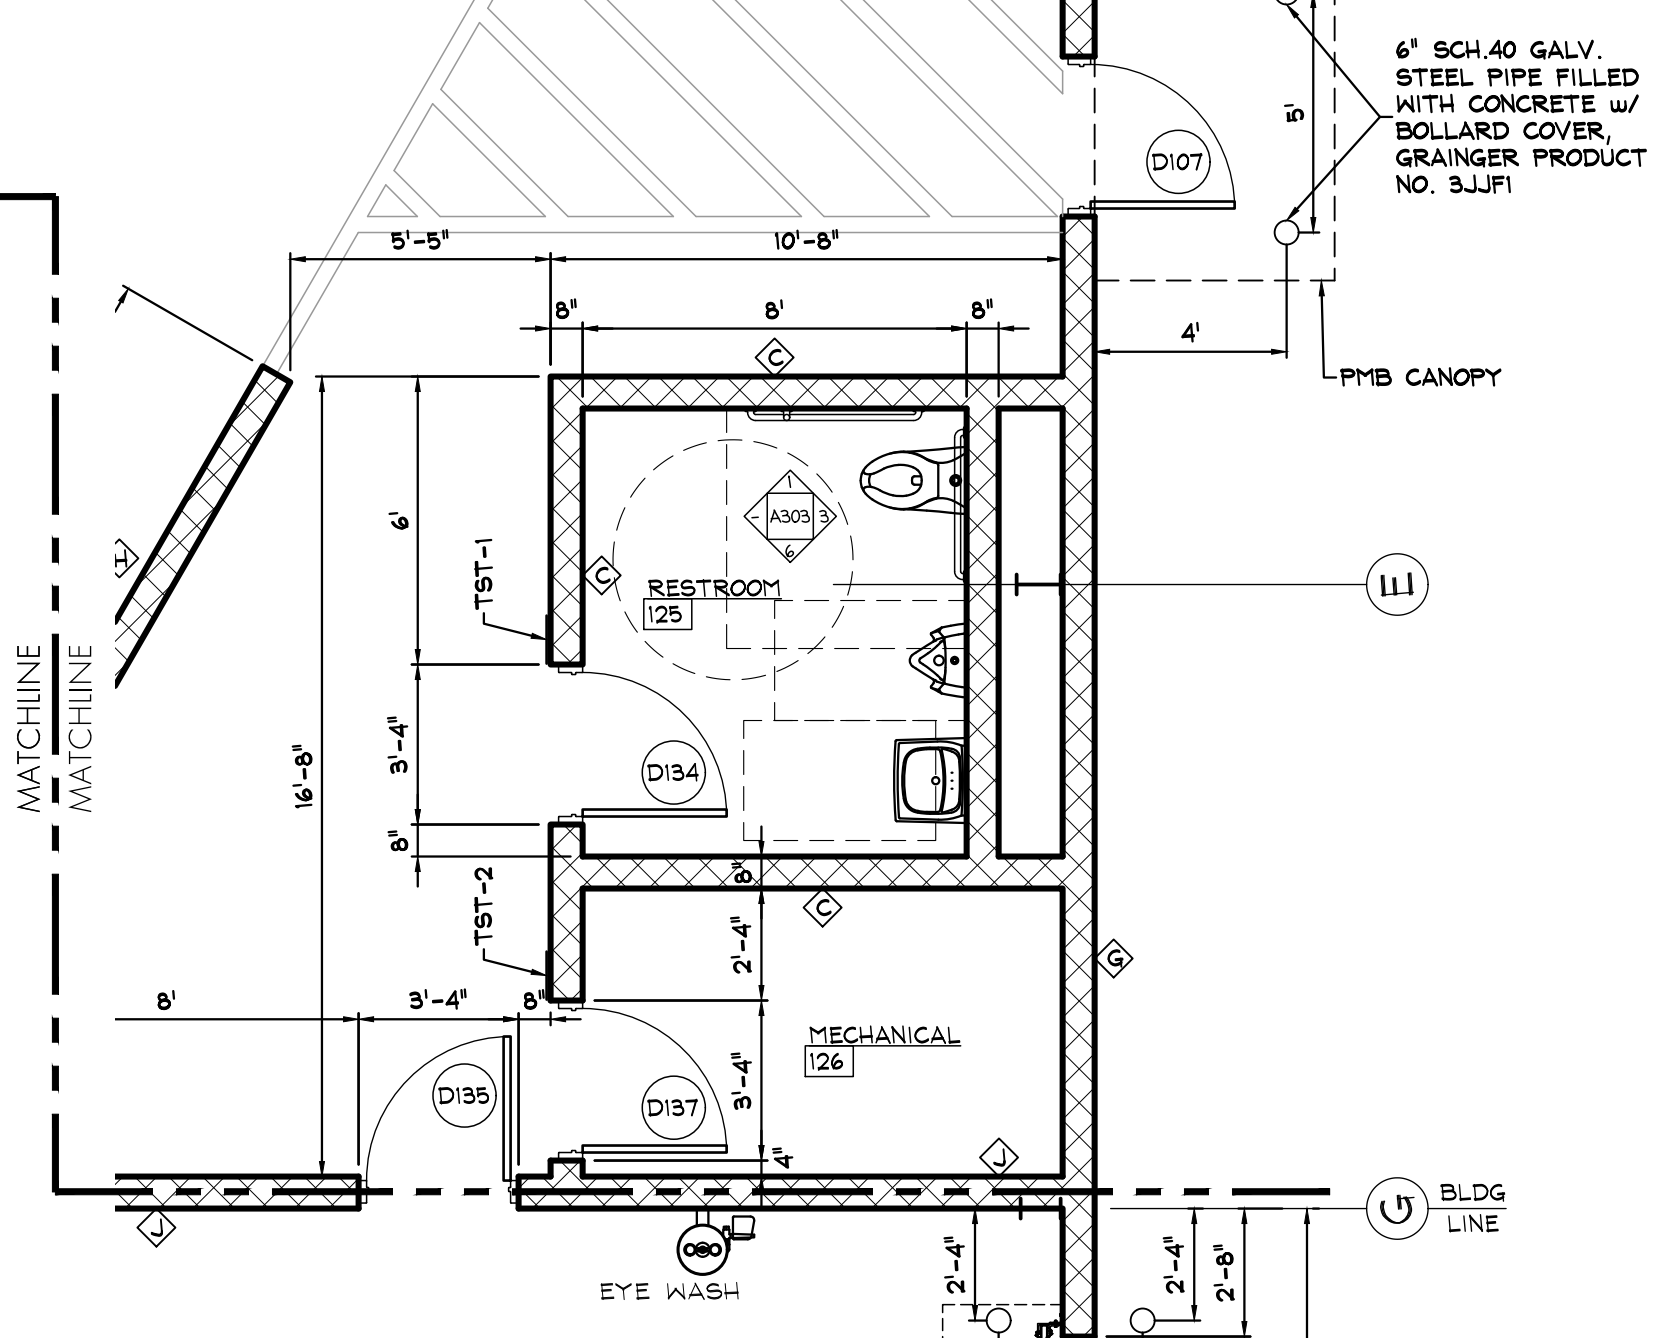 6" SCH.40 GALV.
STEEL PIPE FILLED
WITH CONCRETE w/
BOLLARD COVER,
GRAINGER PRODUCT
NO. 3JJF1
5'
D107
5'-5"
10'-8"
8"
8'
8"
4'
PMB CANOPY
C
H
6'
TST-1
C
1
A303
3
-
6
RESTROOM
125
E
MATCHLINE
MATCHLINE
16'-8"
3'-4"
D134
8"
8"
TST-2
C
2'-4"
G
8'
3'-4"
8"
MECHANICAL
126
D135
D137
3'-4"
4"
J
J
G
BLDG
LINE
EYE WASH
2'-4"
2'-4"
2'-8"